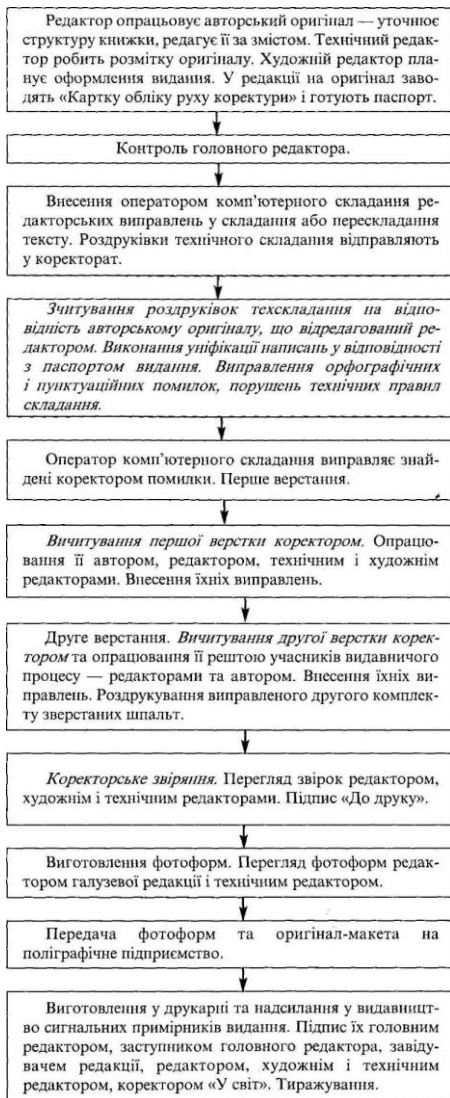 Редактор опрацьовує авторський оригінал — уточнює
структуру книжки, редагує її за змістом. Технічний редак-
тор робить розмітку оригіналу. Художній редактор пла-
нує оформлення видання. У редакції на оригінал заво-
дять «Картку обліку руху коректури» і готують паспорт.
Контроль головного редактора.
Внесення оператором комп’ютерного складання ре-
дакторських виправлень у складання або перескладання
тексту. Роздруківки технічного складання відправляють
у коректорат.
Зчитування роздруківок техскладання на відпо-
відність авторському оригіналу, що відредагований ре-
дактором. Виконання уніфікації написань у відповідності
з паспортом видання. Виправлення орфографічних
і пунктуаційних помилок, порушень технічних правил
складання.
Оператор комп’ютерного складання виправляє знай-
дені коректором помилки. Перше верстання.
Вичитування першої верстки коректором. Опрацю-
вання її автором, редактором, технічним і художнім
редакторами. Внесення їхніх виправлень.
Друге верстання. Вичитування другої верстки корек-
тором та опрацювання її рештою учасників видавничого
процесу — редакторами та автором. Внесення їхніх ви-
правлень. Роздрукування виправленого другого комплек-
ту зверстаних шпальт.
Коректорське звіряння. Перегляд звірок редактором,
художнім і технічним редакторами. Підпис «До друку».
Виготовлення фотоформ. Перегляд фотоформ редак-
тором галузевої редакції і технічним редактором.
Передача фотоформ та оригінал-макета на
поліграфічне підприємство.
Виготовлення у друкарні та надсилання у видавницт-
во сигнальних примірників видання. Підпис їх головним
редактором, заступником головного редактора, завіду-
вачем редакції, редактором, художнім і технічним
редактором, коректором «У світ». Тиражування.